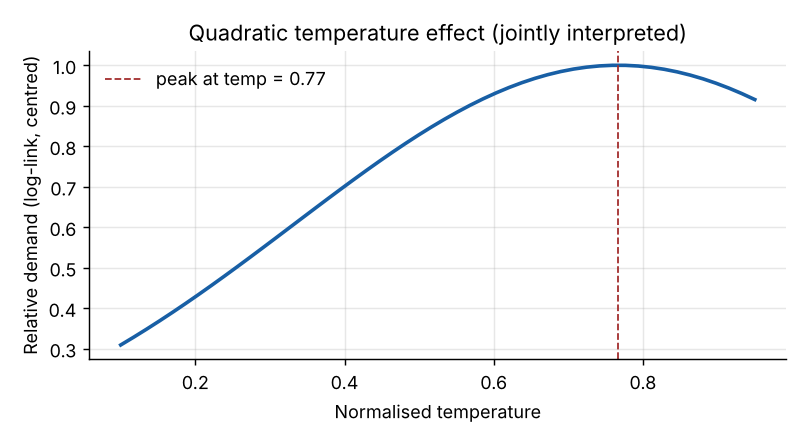 Quadratic temperature effect (jointly interpreted)
Relative demand (log-link, centred)
1.0
0.9
0.8
0.7
0.6
0.5
0.4
0.3
peak at temp = 0.77
0.2 0.4 0.6 0.8
Normalised temperature